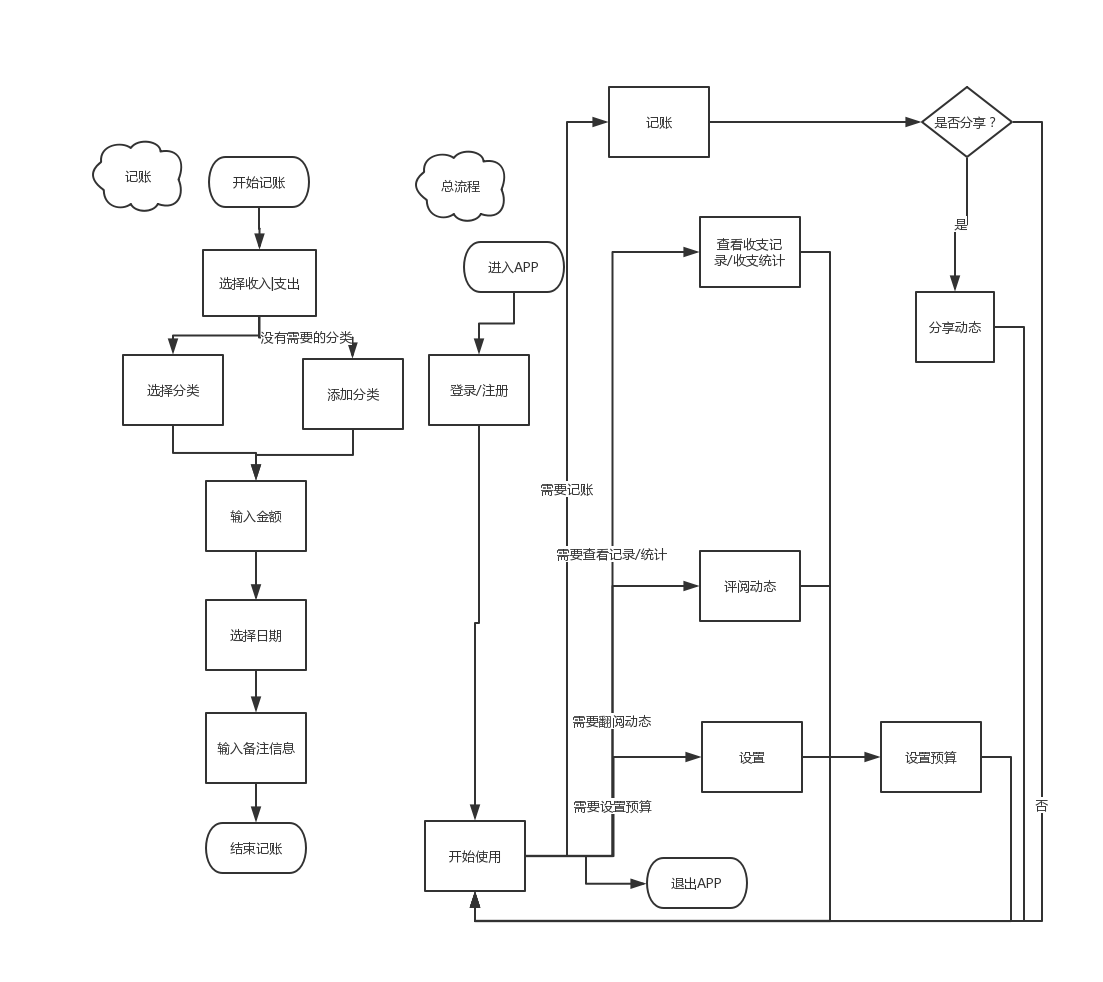 记账
开始记账
选择收入|支出
没有需要的分类
选择分类
添加分类
输入金额
选择日期
输入备注信息
结束记账
总流程
进入APP
登录/注册
开始使用
需要记账
需要查看记录/统计
需要翻阅动态
需要设置预算
记账
是否分享？
是
分享动态
否
查看收支记
录/收支统计
评阅动态
设置
设置预算
退出APP